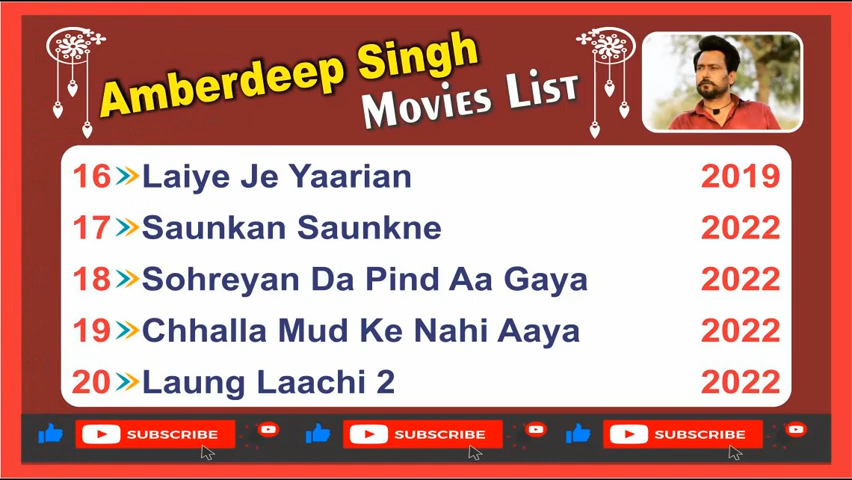 Amberdeep Singh
Movies List
16 Laiye Je Yaarian 2019
17 Saunkan Saunkne 2022
18 Sohreyan Da Pind Aa Gaya 2022
19 Chhalla Mud Ke Nahi Aaya 2022
20 Laung Laachi 2 2022
SUBSCRIBE SUBSCRIBE SUBSCRIBE